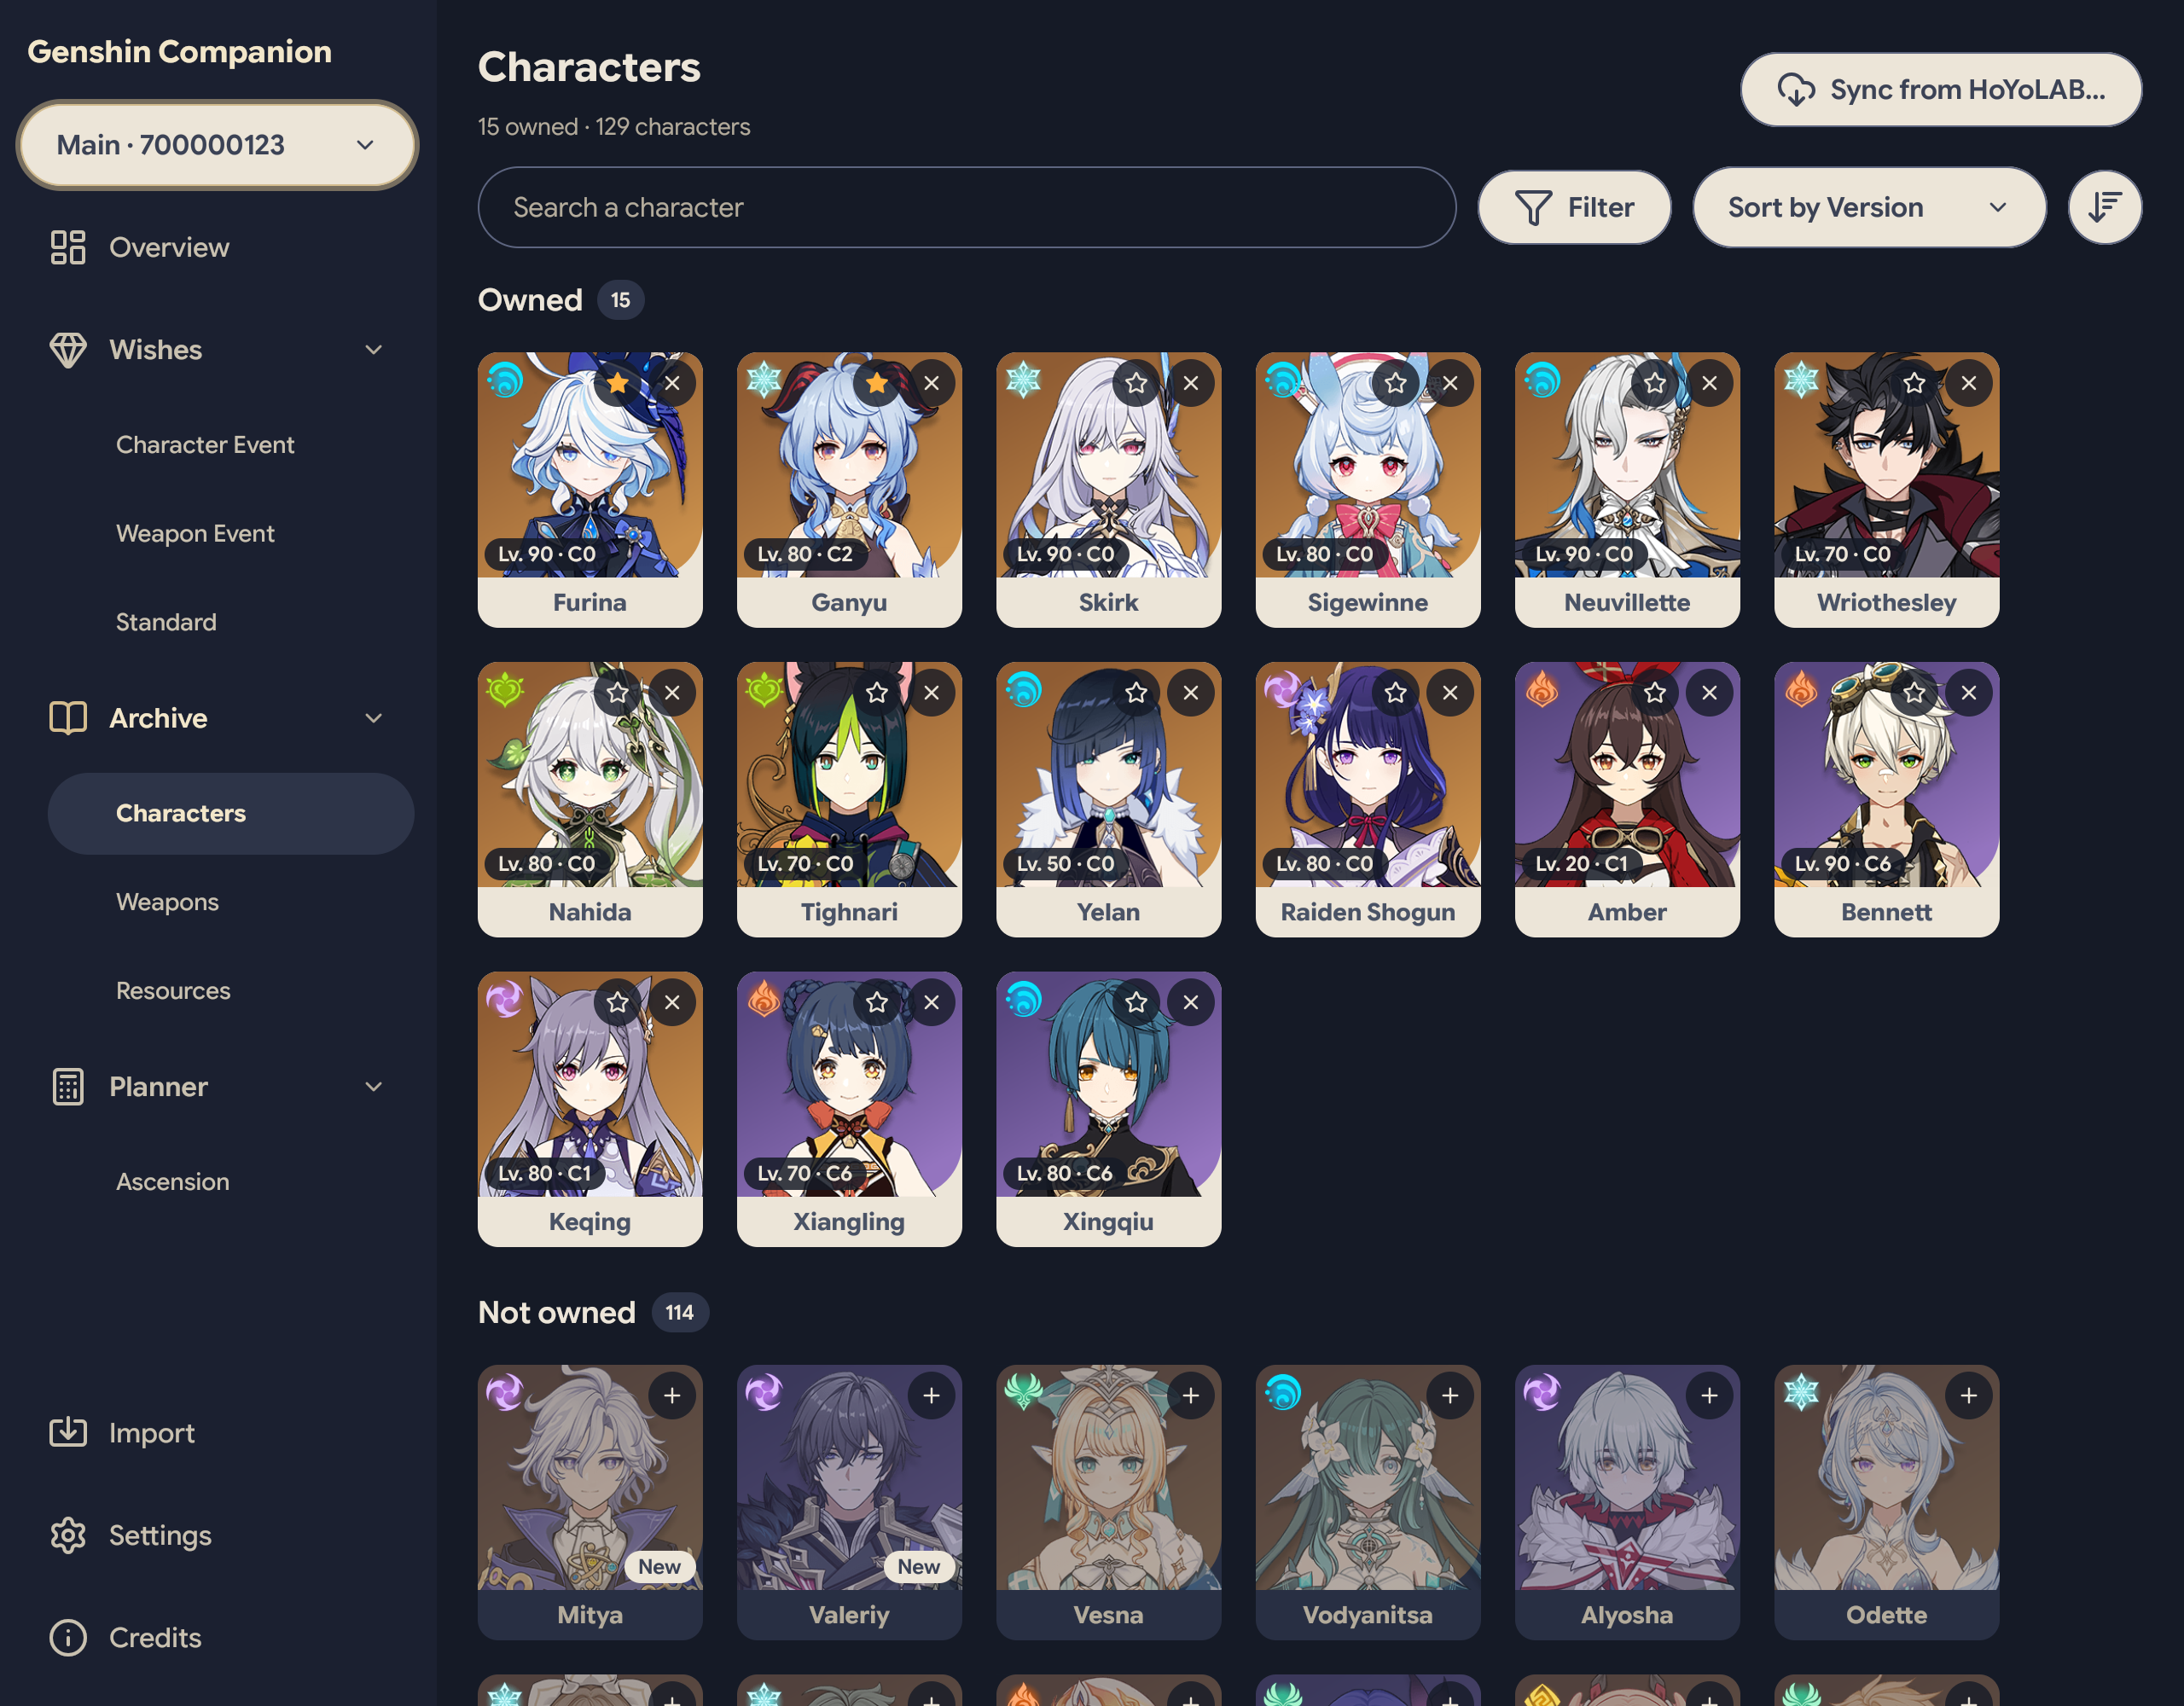 Genshin Companion
Main · 700000123
Overview
Wishes
Character Event
Weapon Event
Standard
Archive
Characters
Weapons
Resources
Planner
Ascension
Import
Settings
Credits
Characters
15 owned · 129 characters
Sync from HoYoLAB...
Search a character
Filter
Sort by Version
Owned 15
Lv. 90 · C0
Furina
Lv. 80 · C2
Ganyu
Lv. 90 · C0
Skirk
Lv. 80 · C0
Sigewinne
Lv. 90 · C0
Neuvillette
Lv. 70 · C0
Wriothesley
Lv. 80 · C0
Nahida
Lv. 70 · C0
Tighnari
Lv. 50 · C0
Yelan
Lv. 80 · C0
Raiden Shogun
Lv. 20 · C1
Amber
Lv. 90 · C6
Bennett
Lv. 80 · C1
Keqing
Lv. 70 · C6
Xiangling
Lv. 80 · C6
Xingqiu
Not owned 114
New
Mitya
New
Valeriy
Vesna
Vodyanitsa
Alyosha
Odette